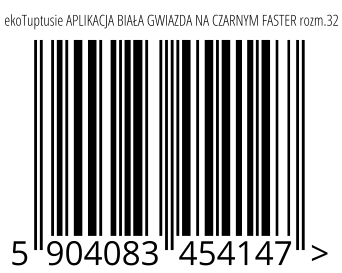 ekoTuptusie APLIKACJA BIAŁA GWIAZDA NA CZARNYM FASTER rozm.32
5 904083 454147 >